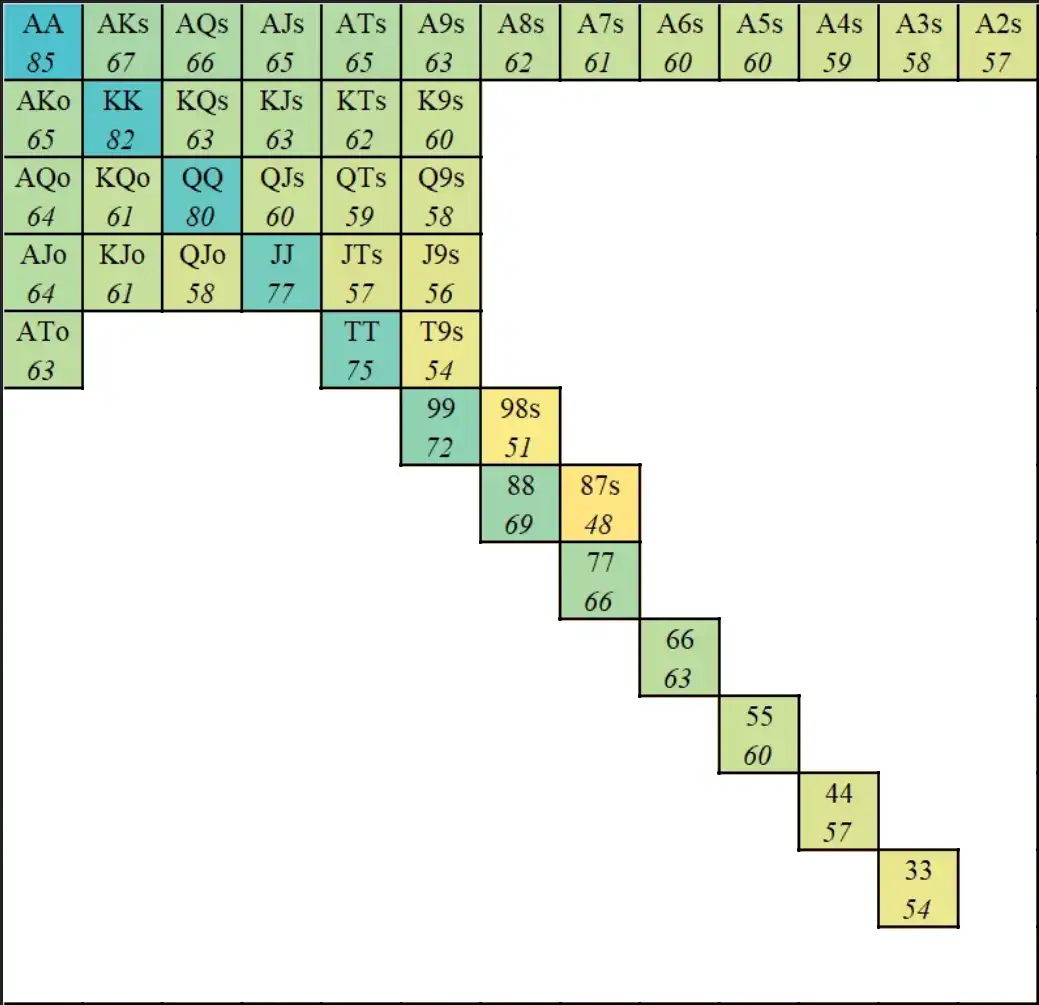 AA AKs AQs AJs ATs A9s A8s A7s A6s A5s A4s A3s A2s
85 67 66 65 65 63 62 61 60 60 59 58 57
AKo KK KQs KJs KTs K9s
65 82 63 63 62 60
AQo KQo QQ QJs QTs Q9s
64 61 80 60 59 58
AJo KJo QJo JJ JTs J9s
64 61 58 77 57 56
ATo TT T9s
63 75 54
99 98s
72 51
88 87s
69 48
77
66
66
63
55
60
44
57
33
54